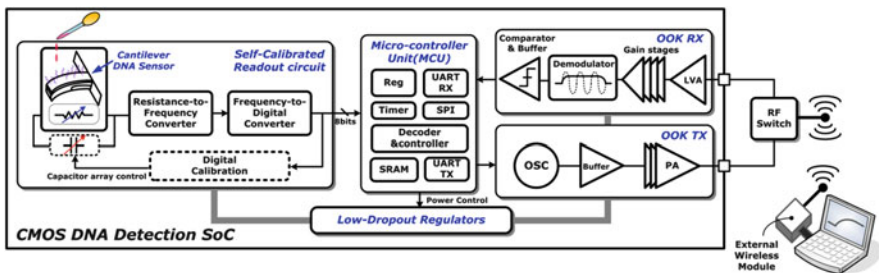 Cantilever
DNA Sensor
Self-Calibrated
Readout circuit
Resistance-to-
Frequency
Converter
Frequency-to-
Digital
Converter
Digital
Calibration
Capacitor array control
8bits
Micro-controller
Unit(MCU)
Reg
UART
RX
Timer
SPI
Decoder
&controller
SRAM
UART
TX
Power Control
Low-Dropout Regulators
OOK RX
Comparator
& Buffer
Demodulator
Gain stages
LVA
OOK TX
OSC
Buffer
PA
RF
Switch
External
Wireless
Module
CMOS DNA Detection SoC